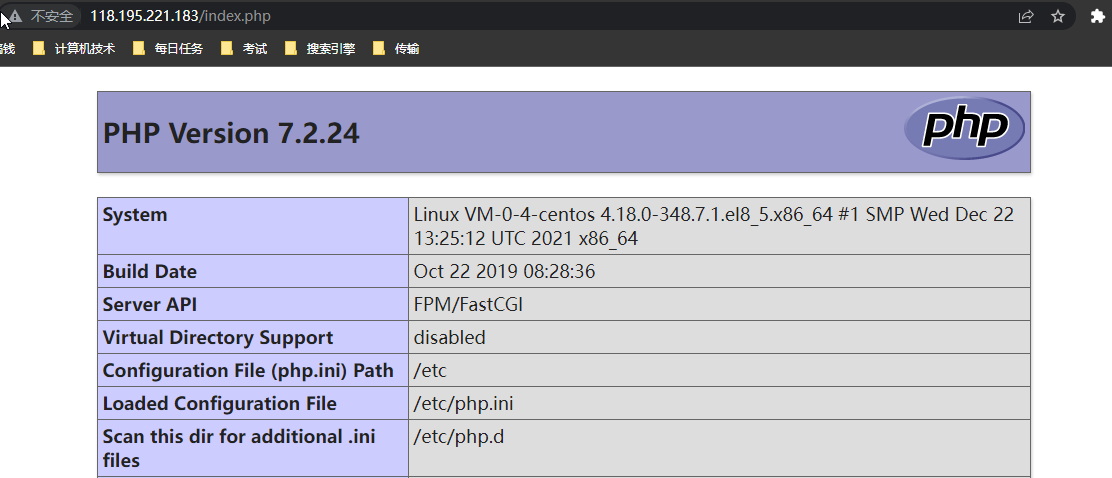 不安全 118.195.221.183/index.php
钱 计算机技术 每日任务 考试 搜索引擎 传输
PHP Version 7.2.24
php
System
Linux VM-0-4-centos 4.18.0-348.7.1.el8_5.x86_64 #1 SMP Wed Dec 22
13:25:12 UTC 2021 x86_64
Build Date
Oct 22 2019 08:28:36
Server API
FPM/FastCGI
Virtual Directory Support
disabled
Configuration File (php.ini) Path
/etc
Loaded Configuration File
/etc/php.ini
Scan this dir for additional .ini
files
/etc/php.d